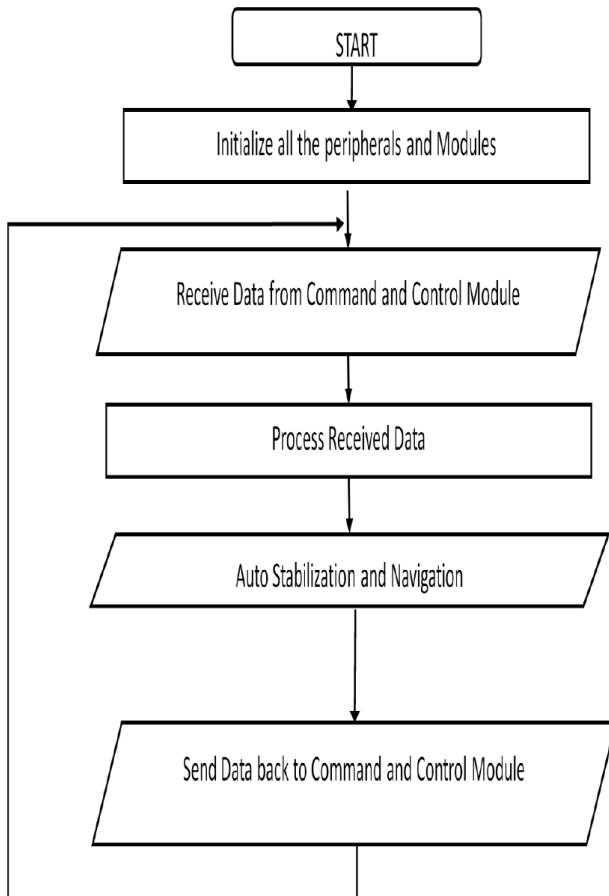 START
Initialize all the peripherals and Modules
Receive Data from Command and Control Module
Process Received Data
Auto Stabilization and Navigation
Send Data back to Command and Control Module